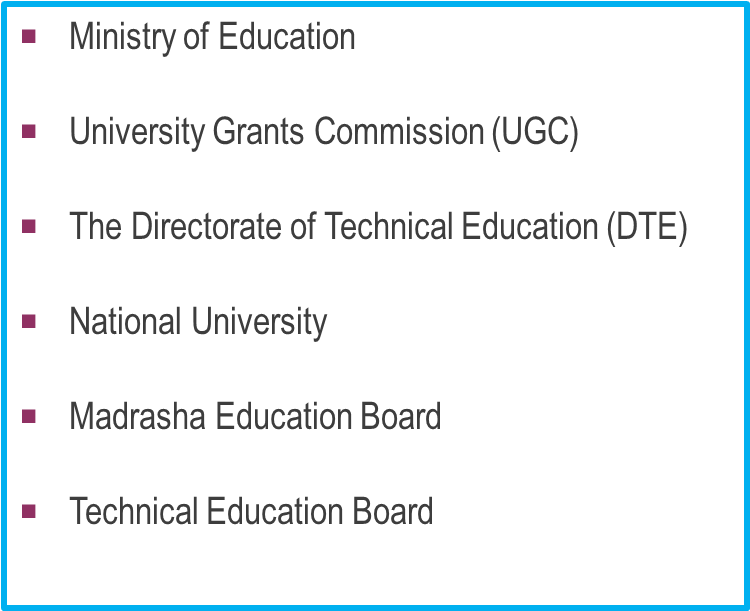 ▪ Ministry of Education
▪ University Grants Commission (UGC)
▪ The Directorate of Technical Education (DTE)
▪ National University
▪ Madrasha Education Board
▪ Technical Education Board